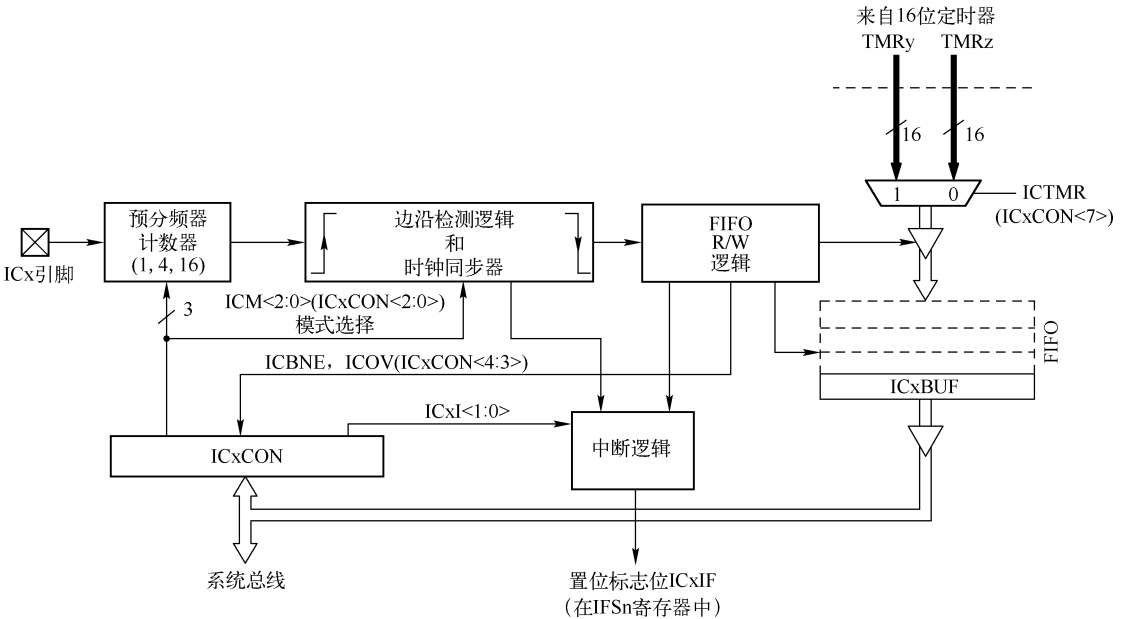 来自16位定时器
TMRy TMRz
16 16
1 0
ICTMR
(ICxCON<7>)
ICx引脚
预分频器
计数器
(1, 4, 16)
边沿检测逻辑
和
时钟同步器
FIFO
R/W
逻辑
3
ICM<2:0>(ICxCON<2:0>)
模式选择
ICBNE，ICOV(ICxCON<4:3>)
FIFO
ICxBUF
ICxI<1:0>
ICxCON
中断逻辑
系统总线
置位标志位ICxIF
（在IFSn寄存器中）